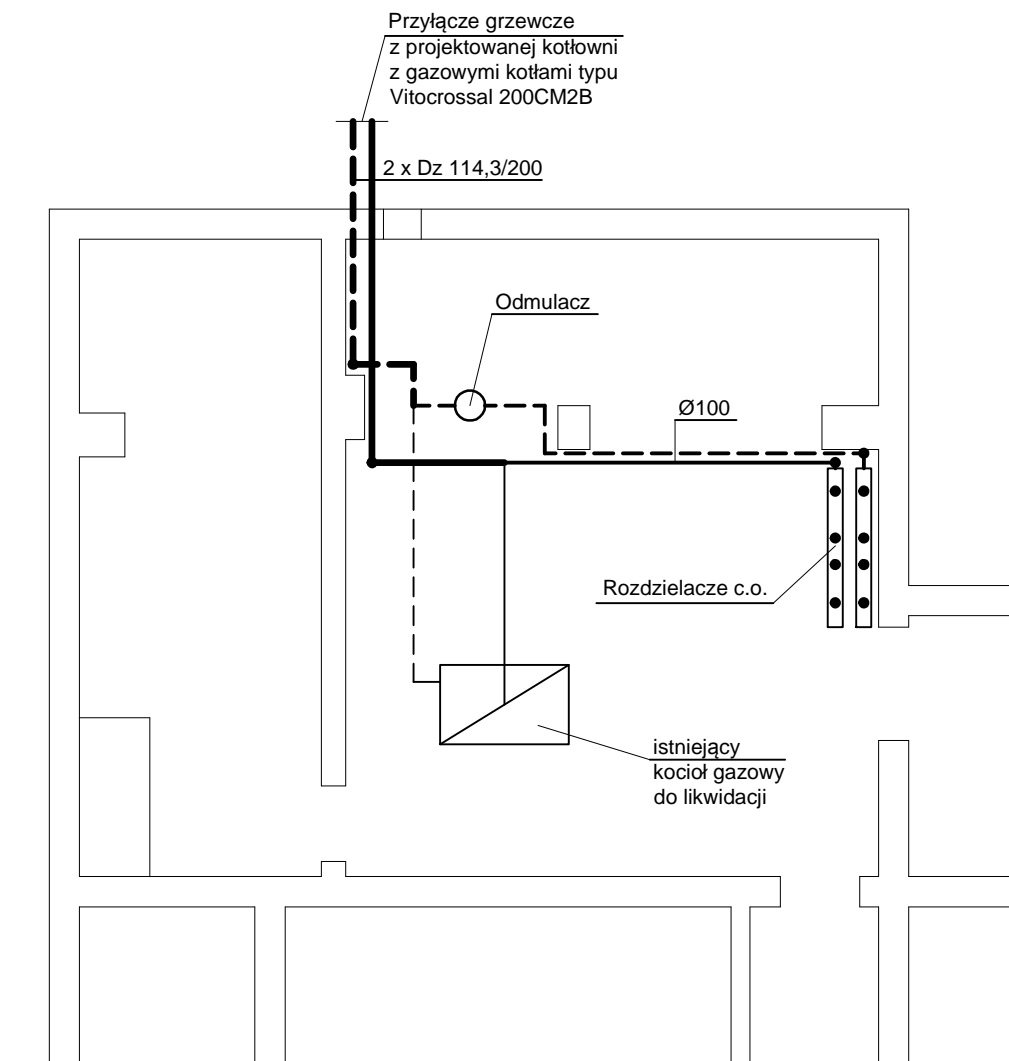 Przyłącze grzewcze
z projektowanej kotłowni
z gazowymi kotłami typu
Vitocrossal 200CM2B
2 x Dz 114,3/200
Odmulacz
Ø100
Rozdzielacze c.o.
istniejący
kocioł gazowy
do likwidacji